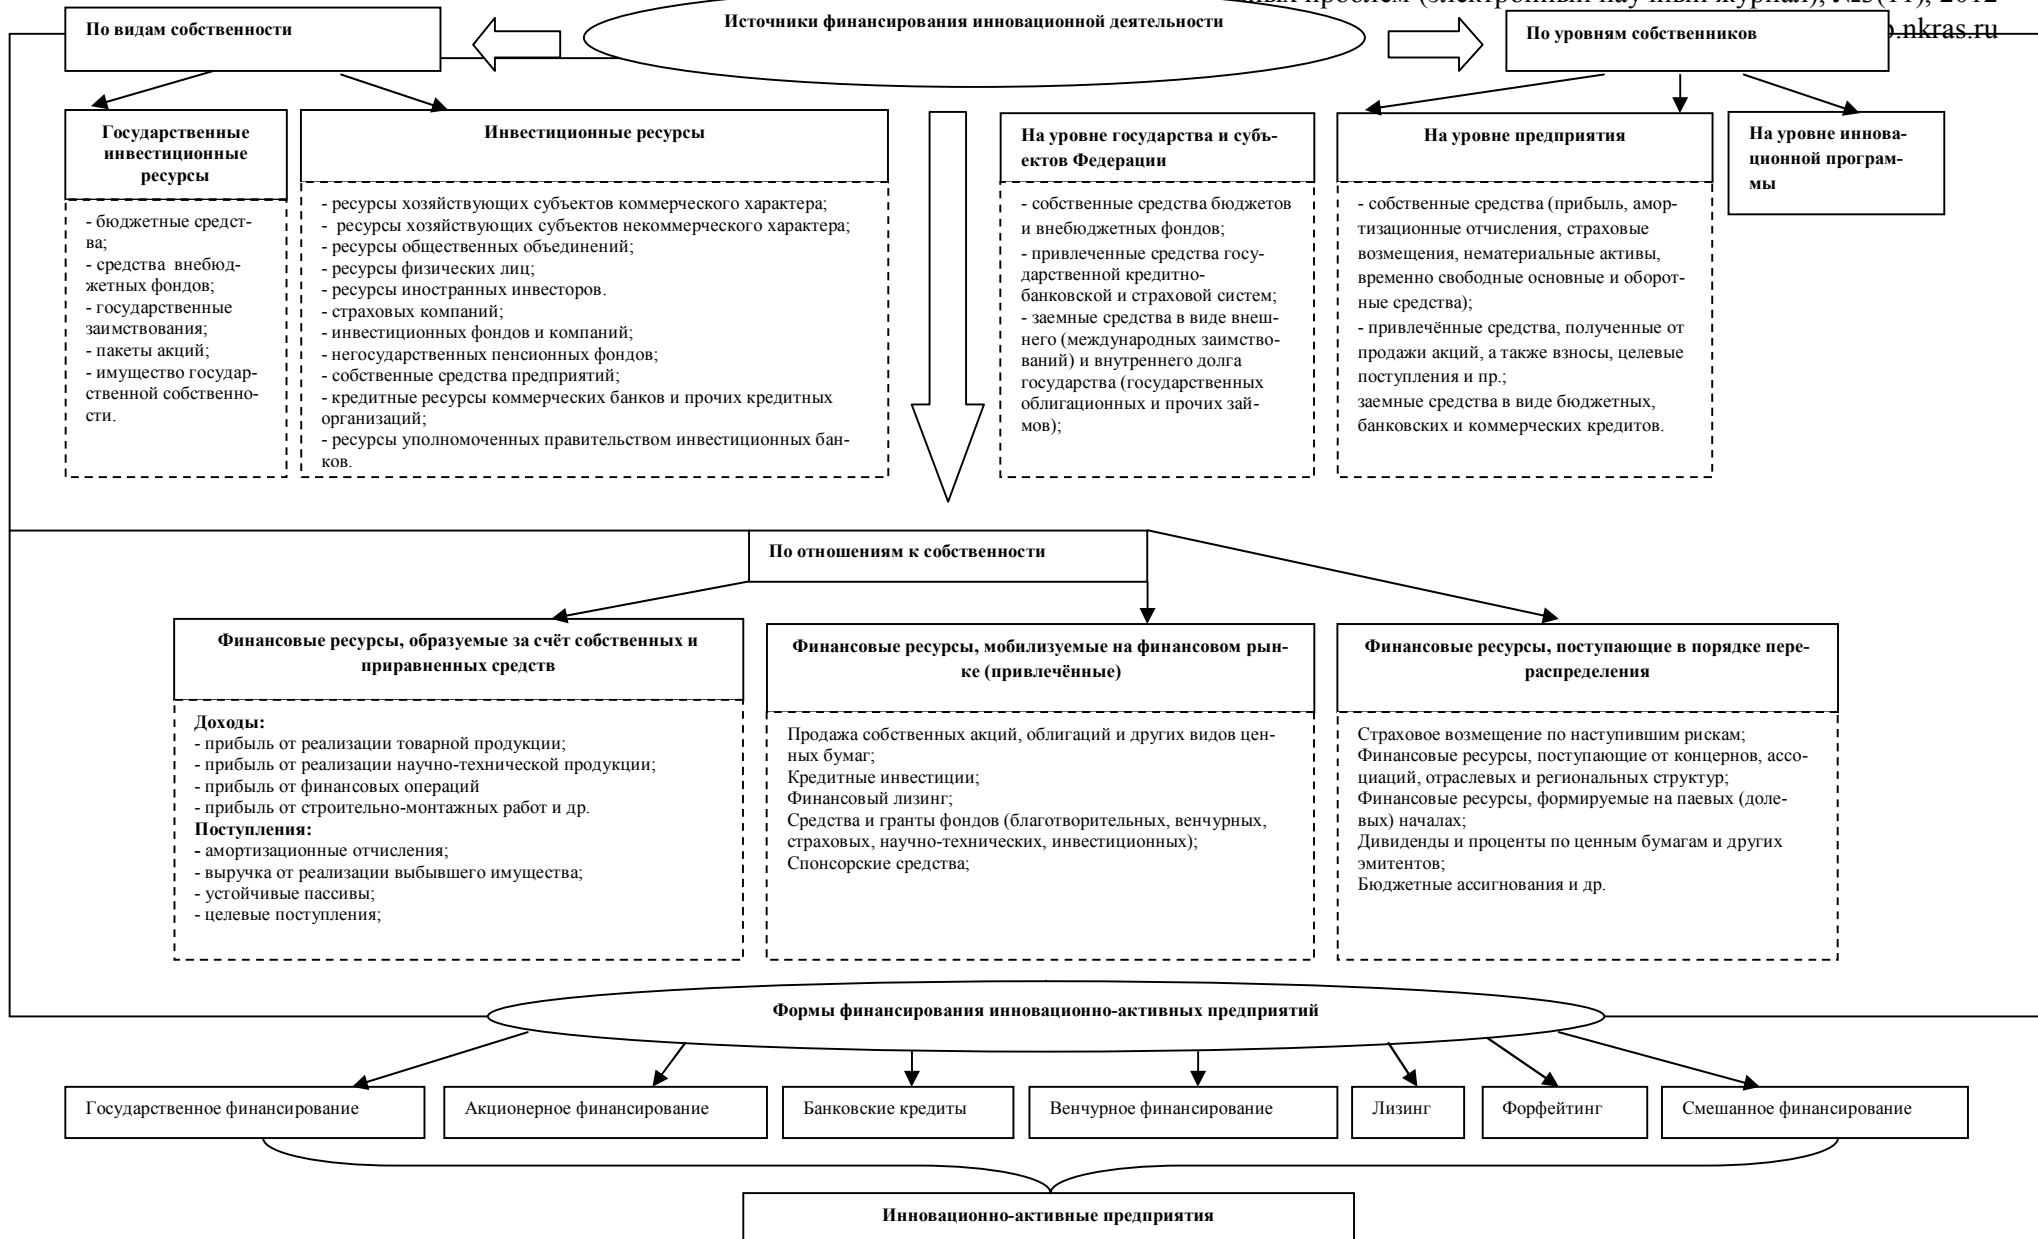 ных проблем (электронный научный журнал), №3(11), 2012
.nkras.ru
Источники финансирования инновационной деятельности
По видам собственности
По уровням собственников
Государственные
инвестиционные
ресурсы
- бюджетные средст-
ва;
- средства внебюд-
жетных фондов;
- государственные
заимствования;
- пакеты акций;
- имущество государ-
ственной собственно-
сти.
Инвестиционные ресурсы
- ресурсы хозяйствующих субъектов коммерческого характера;
- ресурсы хозяйствующих субъектов некоммерческого характера;
- ресурсы общественных объединений;
- ресурсы физических лиц;
- ресурсы иностранных инвесторов.
- страховых компаний;
- инвестиционных фондов и компаний;
- негосударственных пенсионных фондов;
- собственные средства предприятий;
- кредитные ресурсы коммерческих банков и прочих кредитных
организаций;
- ресурсы уполномоченных правительством инвестиционных бан-
ков.
На уровне государства и субъ-
ектов Федерации
- собственные средства бюджетов
и внебюджетных фондов;
- привлеченные средства госу-
дарственной кредитно-
банковской и страховой систем;
- заемные средства в виде внеш-
него (международных заимство-
ваний) и внутреннего долга
государства (государственных
облигационных и прочих зай-
мов);
На уровне предприятия
- собственные средства (прибыль, амор-
тизационные отчисления, страховые
возмещения, нематериальные активы,
временно свободные основные и оборот-
ные средства);
- привлечённые средства, полученные от
продажи акций, а также взносы, целевые
поступления и пр.;
заемные средства в виде бюджетных,
банковских и коммерческих кредитов.
На уровне иннова-
ционной програм-
мы
По отношениям к собственности
Финансовые ресурсы, образуемые за счёт собственных и
приравненных средств
Доходы:
- прибыль от реализации товарной продукции;
- прибыль от реализации научно-технической продукции;
- прибыль от финансовых операций
- прибыль от строительно-монтажных работ и др.
Поступления:
- амортизационные отчисления;
- выручка от реализации выбывшего имущества;
- устойчивые пассивы;
- целевые поступления;
Финансовые ресурсы, мобилизуемые на финансовом рын-
ке (привлечённые)
Продажа собственных акций, облигаций и других видов цен-
ных бумаг;
Кредитные инвестиции;
Финансовый лизинг;
Средства и гранты фондов (благотворительных, венчурных,
страховых, научно-технических, инвестиционных);
Спонсорские средства;
Финансовые ресурсы, поступающие в порядке пере-
распределения
Страховое возмещение по наступившим рискам;
Финансовые ресурсы, поступающие от концернов, ассо-
циаций, отраслевых и региональных структур;
Финансовые ресурсы, формируемые на паевых (доле-
вых) началах;
Дивиденды и проценты по ценным бумагам и других
эмитентов;
Бюджетные ассигнования и др.
Формы финансирования инновационно-активных предприятий
Государственное финансирование
Акционерное финансирование
Банковские кредиты
Венчурное финансирование
Лизинг
Форфейтинг
Смешанное финансирование
Инновационно-активные предприятия